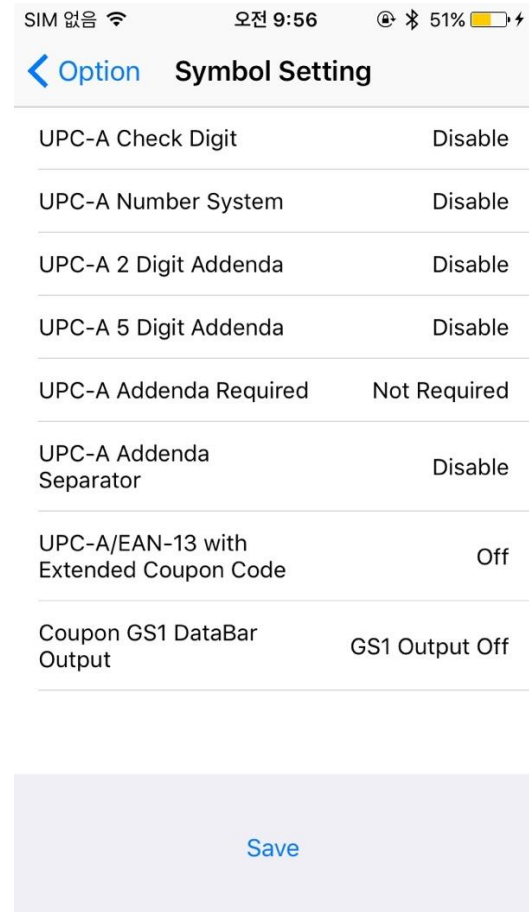 SIM 없음 오전 9:56 51%
Option Symbol Setting
UPC-A Check Digit Disable
UPC-A Number System Disable
UPC-A 2 Digit Addenda Disable
UPC-A 5 Digit Addenda Disable
UPC-A Addenda Required Not Required
UPC-A Addenda
Separator Disable
UPC-A/EAN-13 with
Extended Coupon Code Off
Coupon GS1 DataBar
Output GS1 Output Off
Save